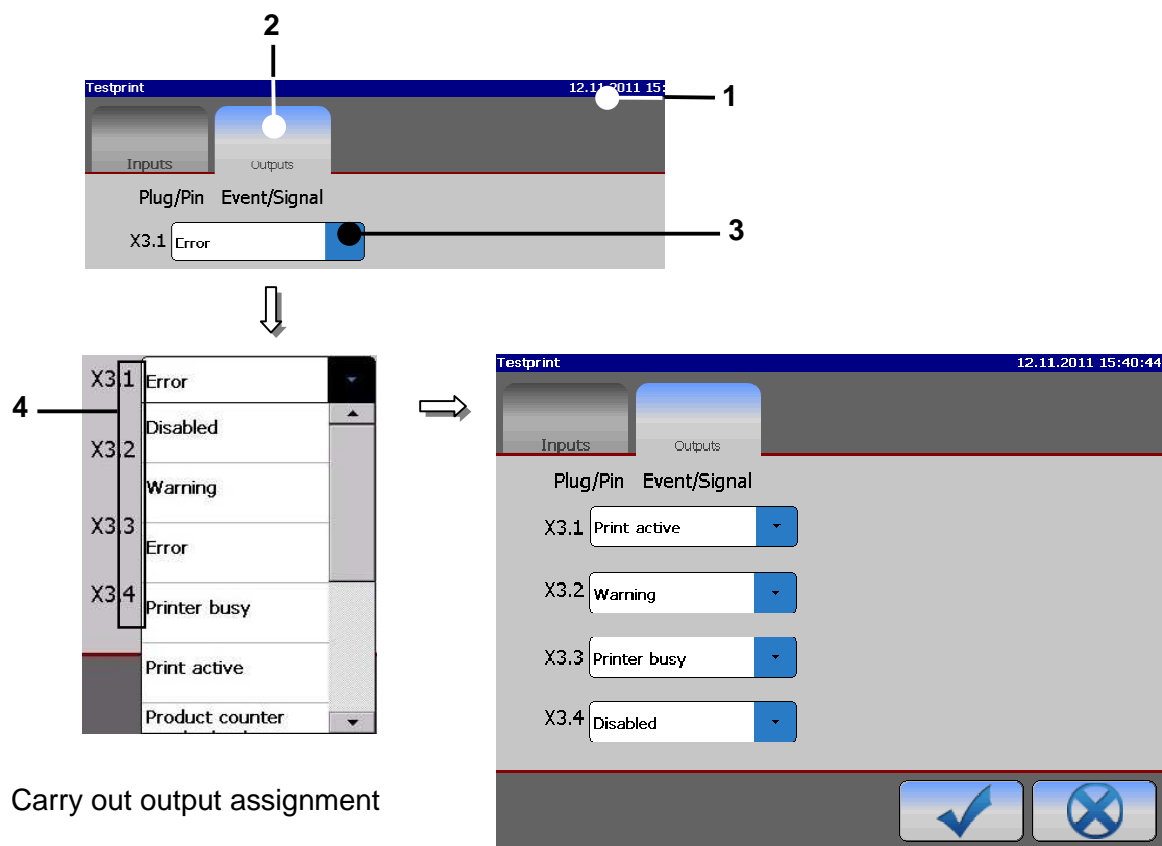 2
Testprint 12.11.2011 15:
1
Inputs Outputs
Plug/Pin Event/Signal
3
X3.1 Error
X3.1 Error
4
Disabled
X3.2
Warning
X3.3
Error
X3.4
Printer busy
Print active
Product counter
Testprint 12.11.2011 15:40:44
Inputs Outputs
Plug/Pin Event/Signal
X3.1 Print active
X3.2 Warning
X3.3 Printer busy
X3.4 Disabled
Carry out output assignment